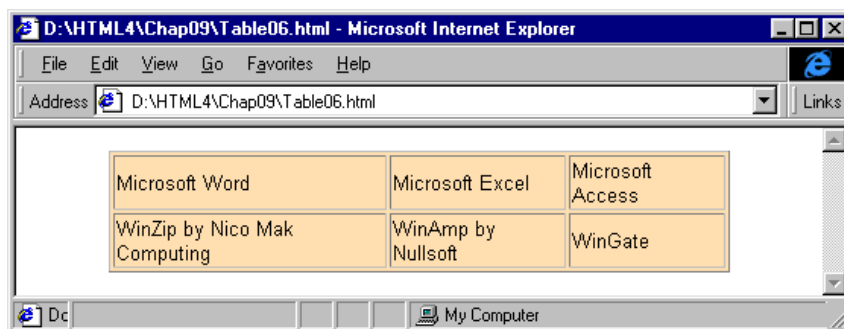 D:\HTML4\Chap09\Table06.html - Microsoft Internet Explorer
File Edit View Go Favorites Help
Address D:\HTML4\Chap09\Table06.html Links
Microsoft Word Microsoft Excel Microsoft Access
WinZip by Nico Mak Computing WinAmp by Nullsoft WinGate
Dc My Computer